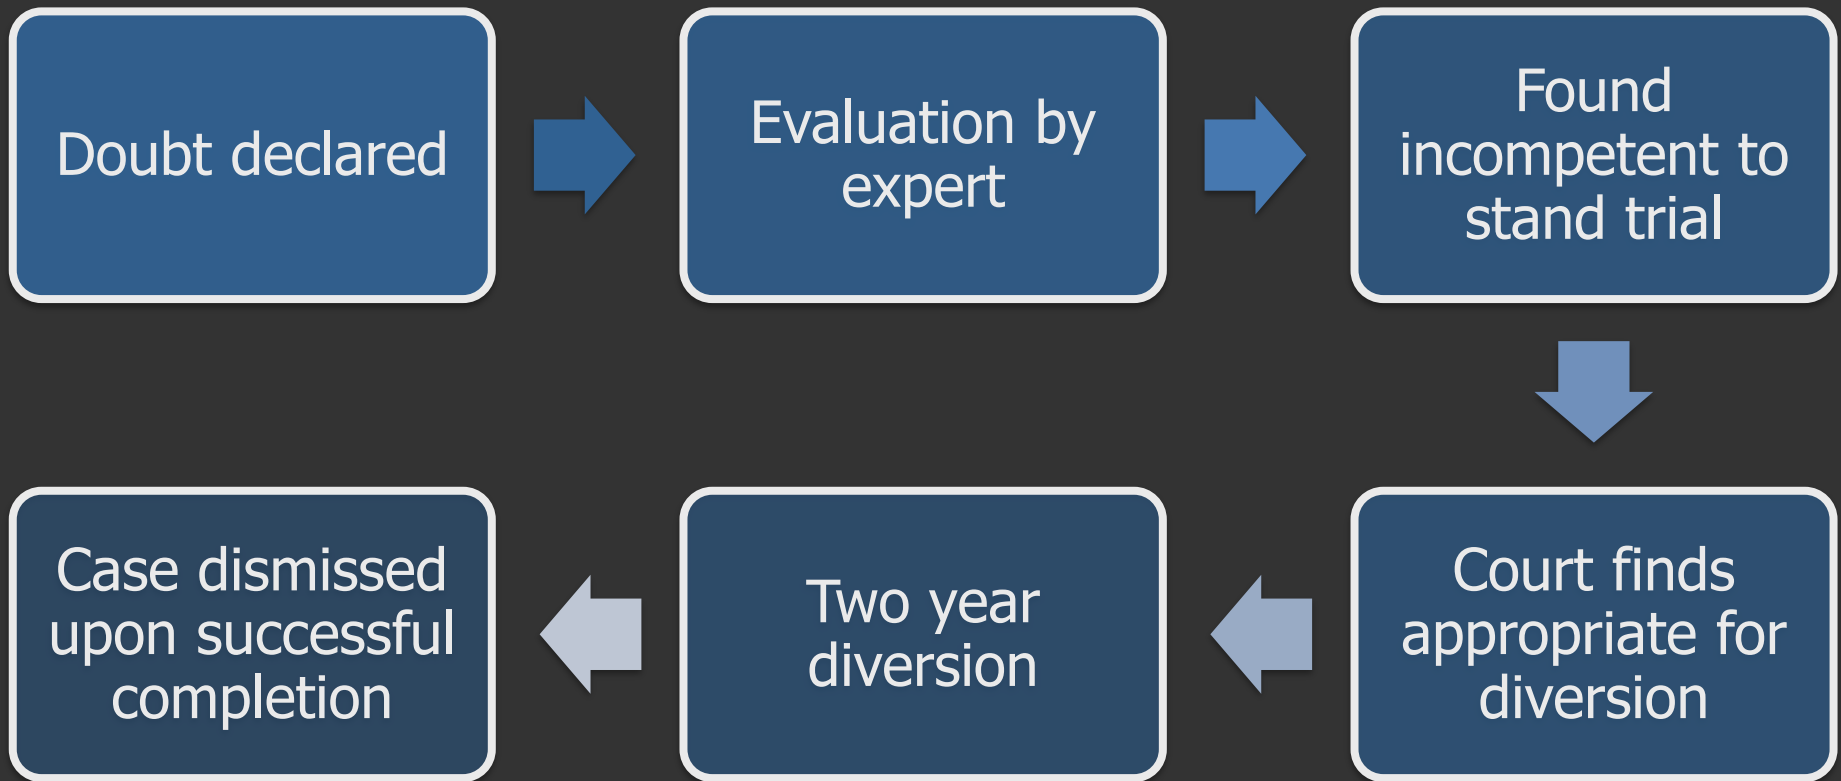 Doubt declared
Evaluation by
expert
Found
incompetent to
stand trial
Court finds
appropriate for
diversion
Two year
diversion
Case dismissed
upon successful
completion